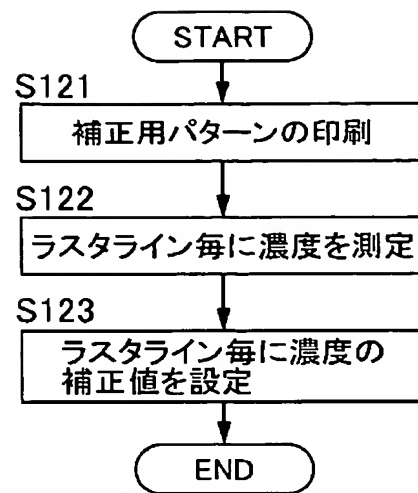 START
S121
補正用パターンの印刷
S122
ラスタライン毎に濃度を測定
S123
ラスタライン毎に濃度の
補正値を設定
END